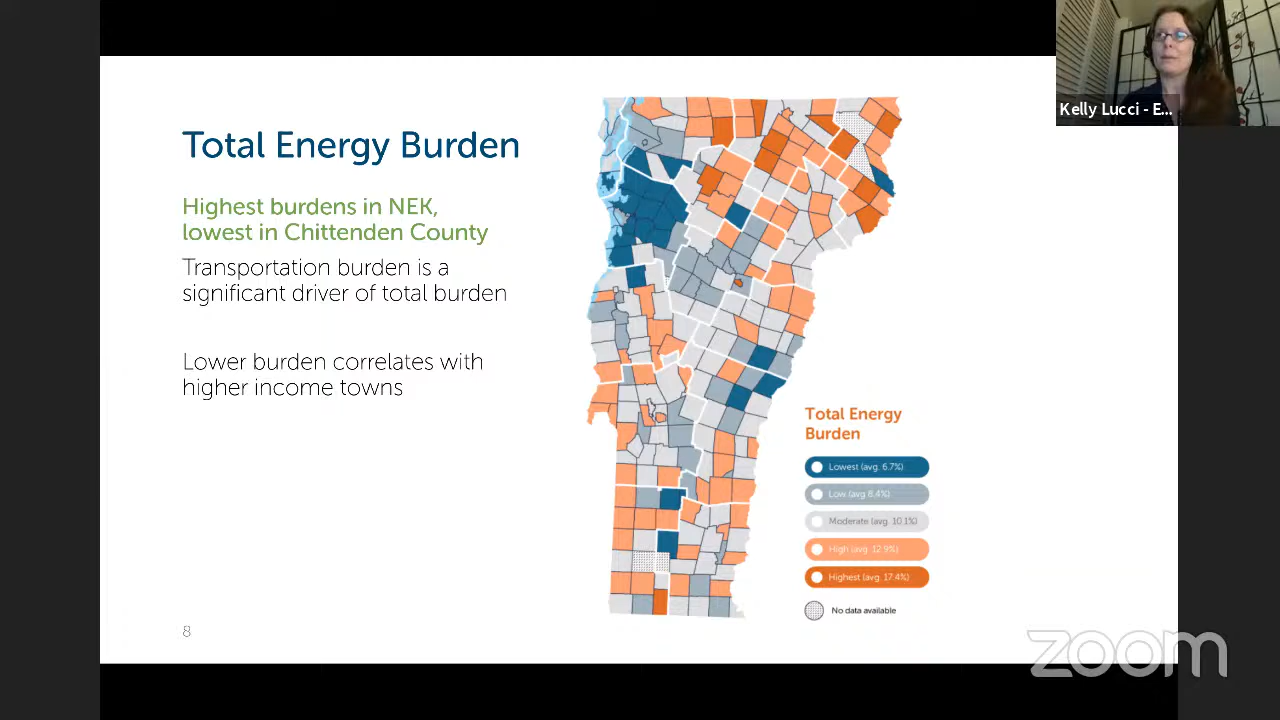 Kelly Lucci - E...
Total Energy Burden
Highest burdens in NEK,
lowest in Chittenden County
Transportation burden is a
significant driver of total burden
Lower burden correlates with
higher income towns
Total Energy
Burden
Lowest (avg. 6.7%)
Low (avg 8.4%)
Moderate (avg. 10.1%)
High (avg. 12.9%)
Highest (avg. 17.4%)
No data available
8
zoom